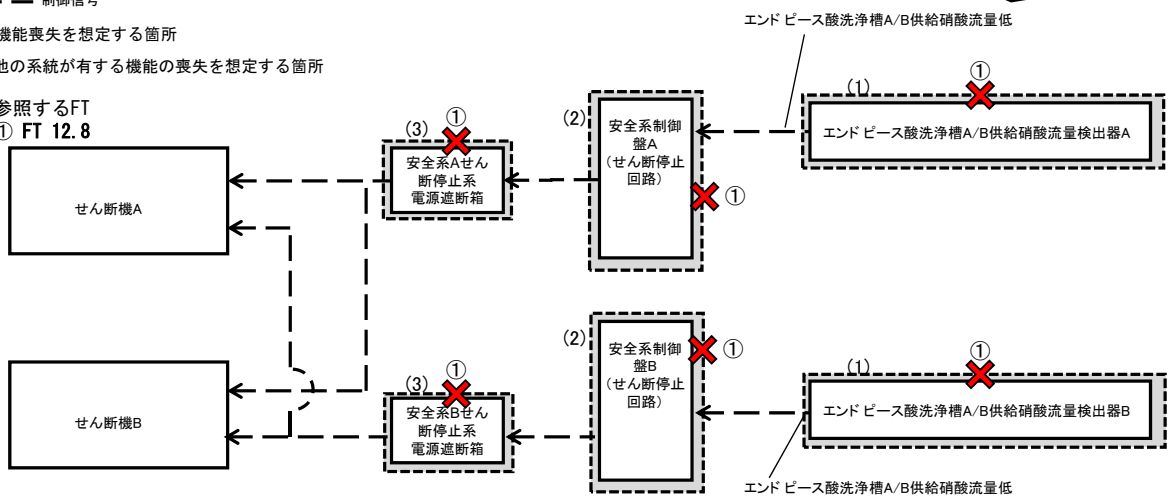 制御信号
エンドピース酸洗浄槽A/B供給硝酸流量低
機能喪失を想定する箇所
他の系統が有する機能の喪失を想定する箇所
参照するFT
① FT 12.8
せん断機A
(3)
①
安全系Aせん
断停止系
電源遮断箱
(2)
安全系制御
盤A
(せん断停止
回路)
①
(1)
①
エンドピース酸洗浄槽A/B供給硝酸流量検出器A
せん断機B
(3)
①
安全系Bせん
断停止系
電源遮断箱
(2)
安全系制御
盤B
(せん断停止
回路)
①
(1)
①
エンドピース酸洗浄槽A/B供給硝酸流量検出器B
エンドピース酸洗浄槽A/B供給硝酸流量低